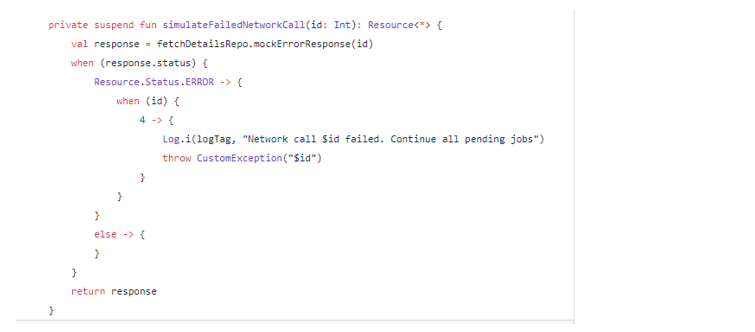 private suspend fun simulateFailedNetworkCall(id: Int): Resource<*> {
val response = fetchDetailsRepo.mockErrorResponse(id)
when (response.status) {
Resource.Status.ERROR -> {
when (id) {
4 -> {
Log.i(logTag, "Network call $id failed. Continue all pending jobs")
throw CustomException("$id")
}
}
}
else -> {
}
}
return response
}